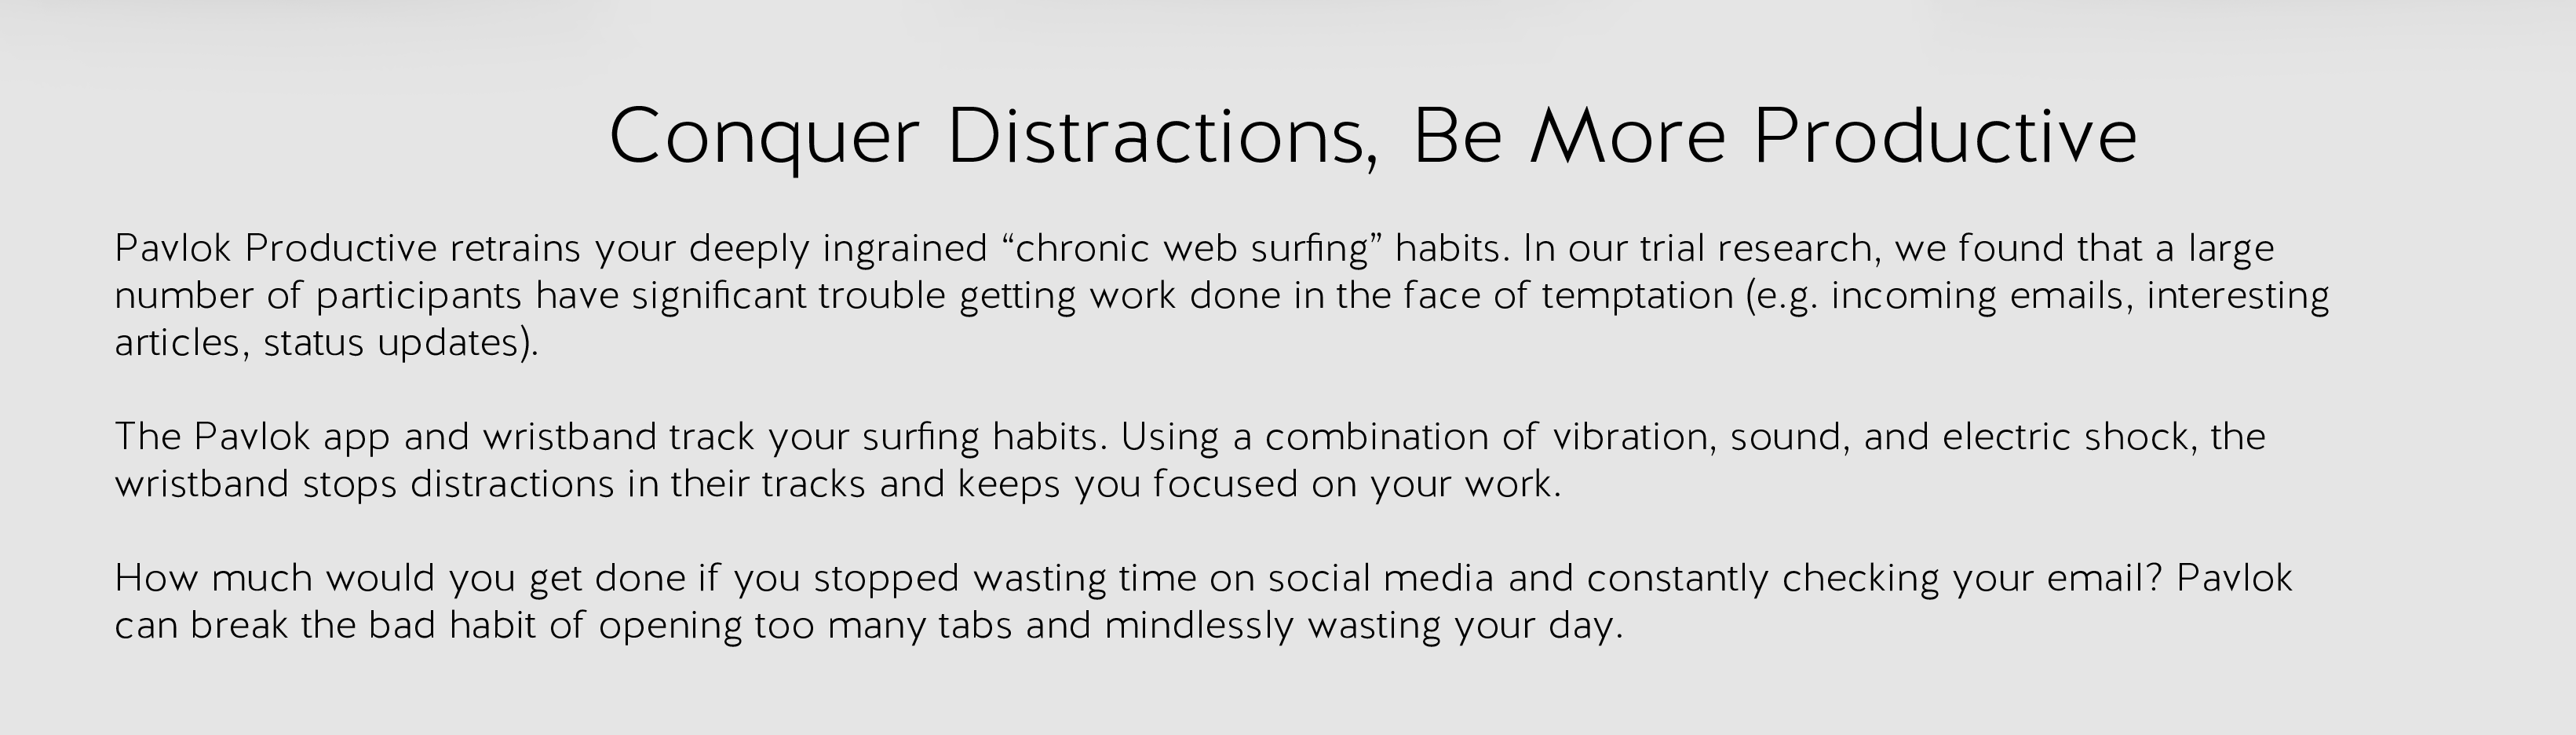 Conquer Distractions, Be More Productive
Pavlok Productive retrains your deeply ingrained “chronic web surfing” habits. In our trial research, we found that a large
number of participants have significant trouble getting work done in the face of temptation (e.g. incoming emails, interesting
articles, status updates).
The Pavlok app and wristband track your surfing habits. Using a combination of vibration, sound, and electric shock, the
wristband stops distractions in their tracks and keeps you focused on your work.
How much would you get done if you stopped wasting time on social media and constantly checking your email? Pavlok
can break the bad habit of opening too many tabs and mindlessly wasting your day.